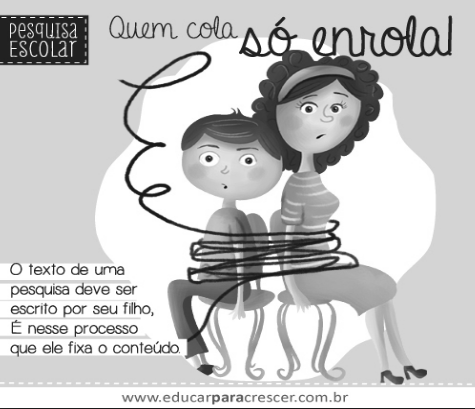 PESQUISA
ESCOLAR
Quem cola só enrola!
O texto de uma
pesquisa deve ser
escrito por seu filho,
É nesse processo
que ele fixa o conteúdo.
www.educarparacrescer.com.br